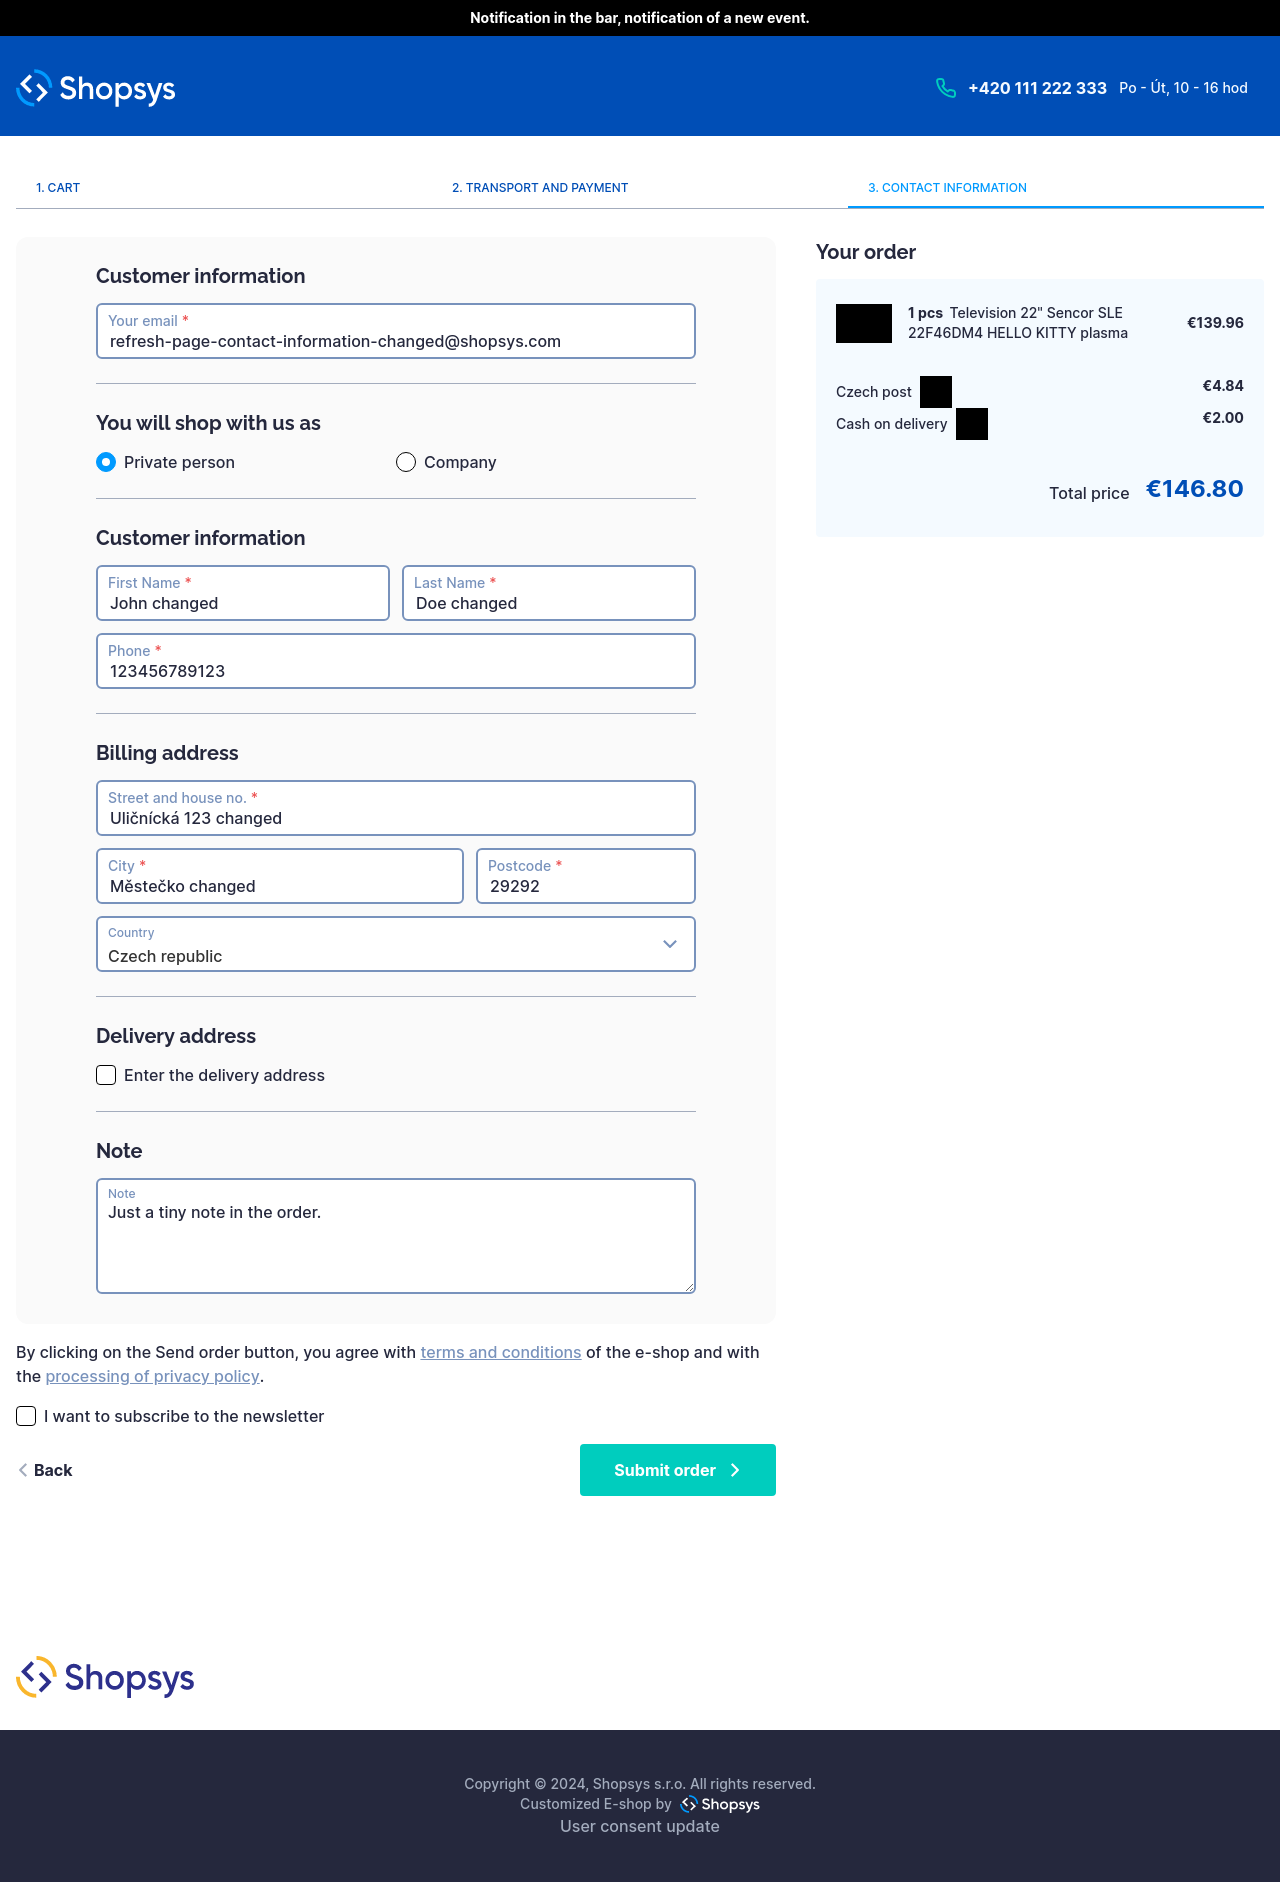 Notification in the bar, notification of a new event.
Shopsys
+420 111 222 333 Po - Út, 10 - 16 hod
1. CART
2. TRANSPORT AND PAYMENT
3. CONTACT INFORMATION
Customer information
Your email *
refresh-page-contact-information-changed@shopsys.com
You will shop with us as
Private person
Company
Customer information
First Name *
John changed
Last Name *
Doe changed
Phone *
123456789123
Billing address
Street and house no. *
Uličnícká 123 changed
City *
Městečko changed
Postcode *
29292
Country
Czech republic
Delivery address
Enter the delivery address
Note
Note
Just a tiny note in the order.
By clicking on the Send order button, you agree with terms and conditions of the e-shop and with
the processing of privacy policy.
I want to subscribe to the newsletter
Back
Submit order
Your order
1 pcs Television 22" Sencor SLE
22F46DM4 HELLO KITTY plasma
€139.96
Czech post
€4.84
Cash on delivery
€2.00
Total price €146.80
Shopsys
Copyright © 2024, Shopsys s.r.o. All rights reserved.
Customized E-shop by Shopsys
User consent update